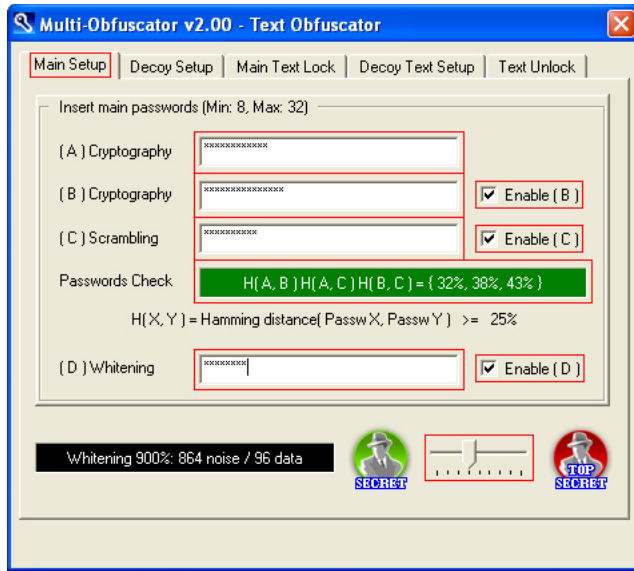 Multi-Obfuscator v2.00 - Text Obfuscator
Main Setup Decoy Setup Main Text Lock Decoy Text Setup Text Unlock
Insert main passwords (Min: 8, Max: 32)
( A ) Cryptography ************
( B ) Cryptography *************** Enable ( B )
( C ) Scrambling ********** Enable ( C )
Passwords Check H( A, B ) H( A, C ) H( B, C ) = { 32%, 38%, 43% }
H( X, Y ) = Hamming distance( Passw X, Passw Y ) >= 25%
( D ) Whitening ******** Enable ( D )
Whitening 900%: 864 noise / 96 data
SECRET
TOP
SECRET